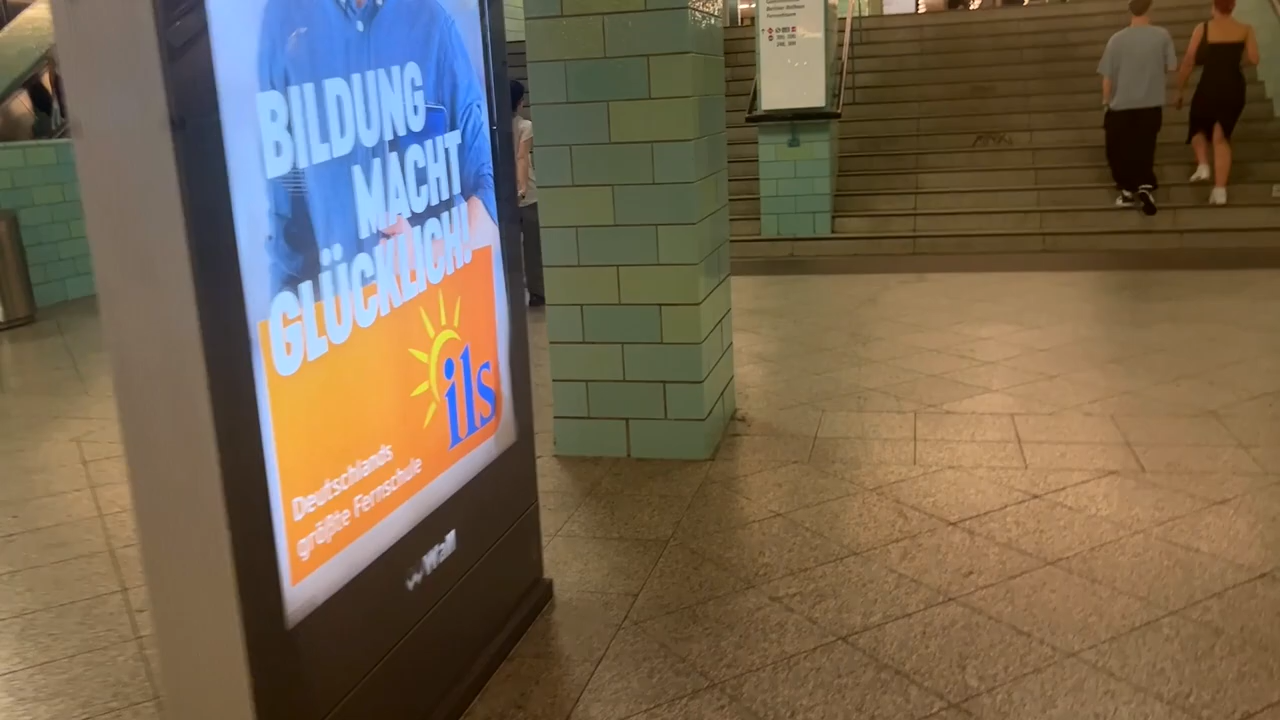 BILDUNG
MACHT
GLÜCKLICH!
ils
Deutschlands
größte Fernschule
Wall